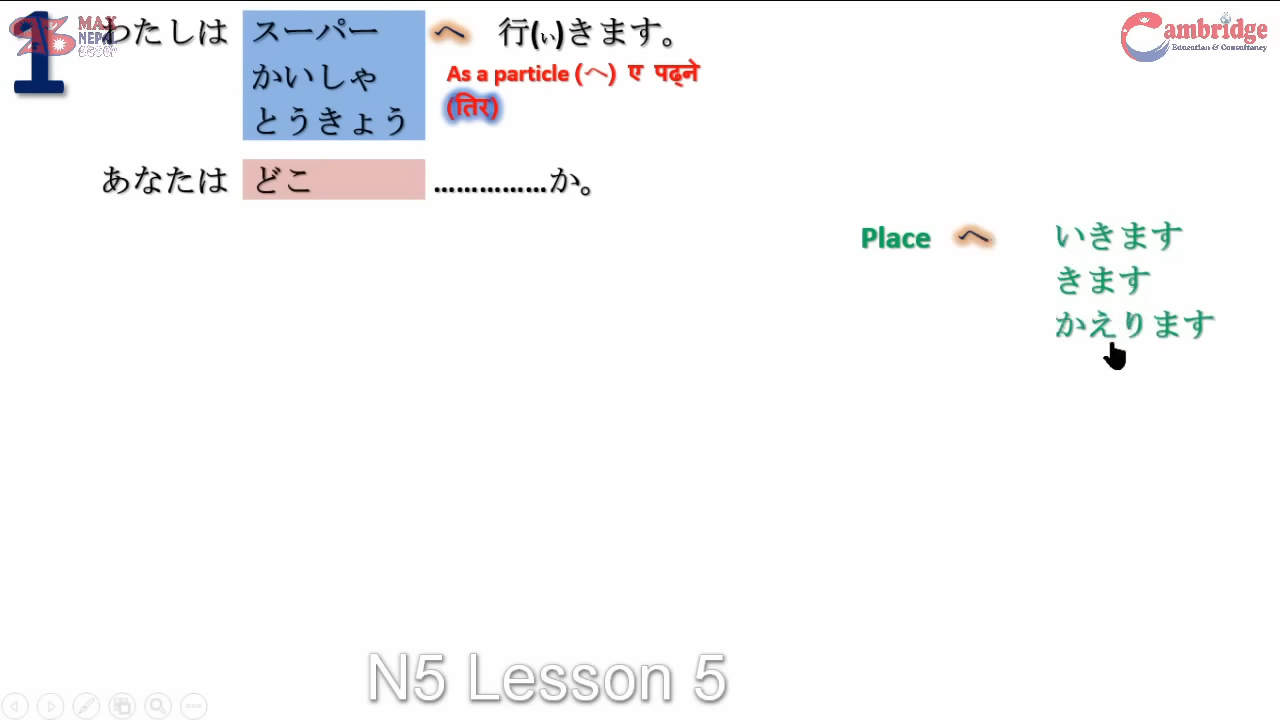 1
MAX
NEPAL
わたしは スーパー へ 行(い)きます。
かいしゃ
とうきょう
As a particle (へ) ए पढ्ने
(तिर)
あなたは どこ ……………か。
Cambridge
Education & Consultancy
Place へ いきます
きます
かえります
N5 Lesson 5